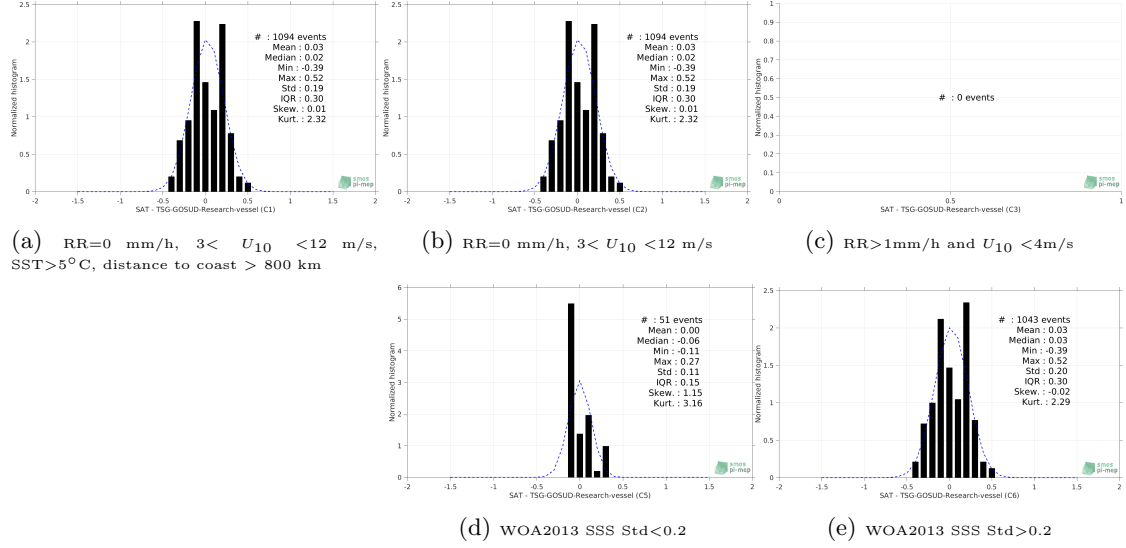 2.5
2
1.5
1
0.5
0
Normalized histogram
# : 1094 events
Mean : 0.03
Median : 0.02
Min : -0.39
Max : 0.52
Std : 0.19
IQR : 0.30
Skew. : 0.01
Kurt. : 2.32
smos
pi-mep
-2 -1.5 -1 -0.5 0 0.5 1 1.5 2
SAT - TSG-GOSUD-Research-vessel (C1)
(a) RR=0 mm/h, 3< U10 <12 m/s,
SST>5°C, distance to coast > 800 km
2.5
2
1.5
1
0.5
0
Normalized histogram
# : 1094 events
Mean : 0.03
Median : 0.02
Min : -0.39
Max : 0.52
Std : 0.19
IQR : 0.30
Skew. : 0.01
Kurt. : 2.32
smos
pi-mep
-2 -1.5 -1 -0.5 0 0.5 1 1.5 2
SAT - TSG-GOSUD-Research-vessel (C2)
(b) RR=0 mm/h, 3< U10 <12 m/s
1
0.9
0.8
0.7
0.6
0.5
0.4
0.3
0.2
0.1
0
Normalized histogram
# : 0 events
smos
pi-mep
0 0.5 1
SAT - TSG-GOSUD-Research-vessel (C3)
(c) RR>1mm/h and U10 <4m/s
6
5
4
3
2
1
0
Normalized histogram
# : 51 events
Mean : 0.00
Median : -0.06
Min : -0.11
Max : 0.27
Std : 0.11
IQR : 0.15
Skew. : 1.15
Kurt. : 3.16
smos
pi-mep
-2 -1.5 -1 -0.5 0 0.5 1 1.5 2
SAT - TSG-GOSUD-Research-vessel (C5)
(d) WOA2013 SSS Std<0.2
2.5
2
1.5
1
0.5
0
Normalized histogram
# : 1043 events
Mean : 0.03
Median : 0.03
Min : -0.39
Max : 0.52
Std : 0.20
IQR : 0.30
Skew. : -0.02
Kurt. : 2.29
smos
pi-mep
-2 -1.5 -1 -0.5 0 0.5 1 1.5 2
SAT - TSG-GOSUD-Research-vessel (C6)
(e) WOA2013 SSS Std>0.2